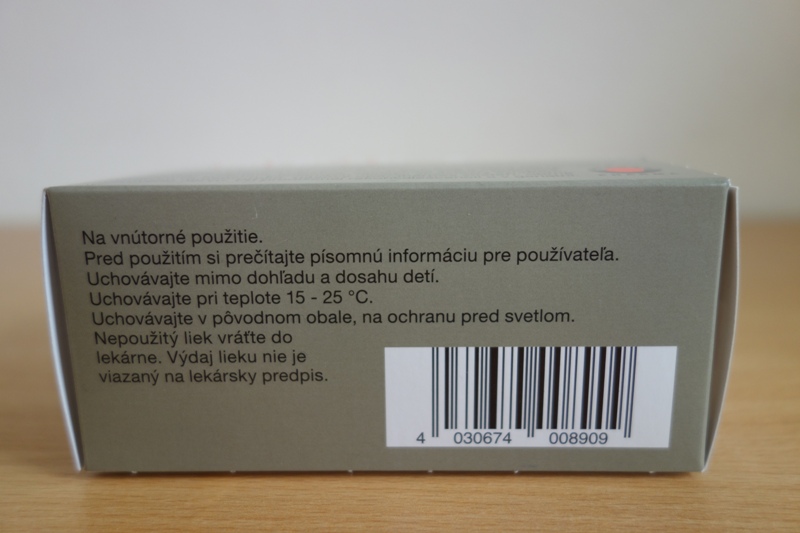 Na vnútorné použitie.
Pred použitím si prečítajte písomnú informáciu pre používateľa.
Uchovávajte mimo dohľadu a dosahu detí.
Uchovávajte pri teplote 15 - 25 °C.
Uchovávajte v pôvodnom obale, na ochranu pred svetlom.
Nepoužitý liek vráťte do
lekárne. Výdaj lieku nie je
viazaný na lekársky predpis.
4 030674 008909